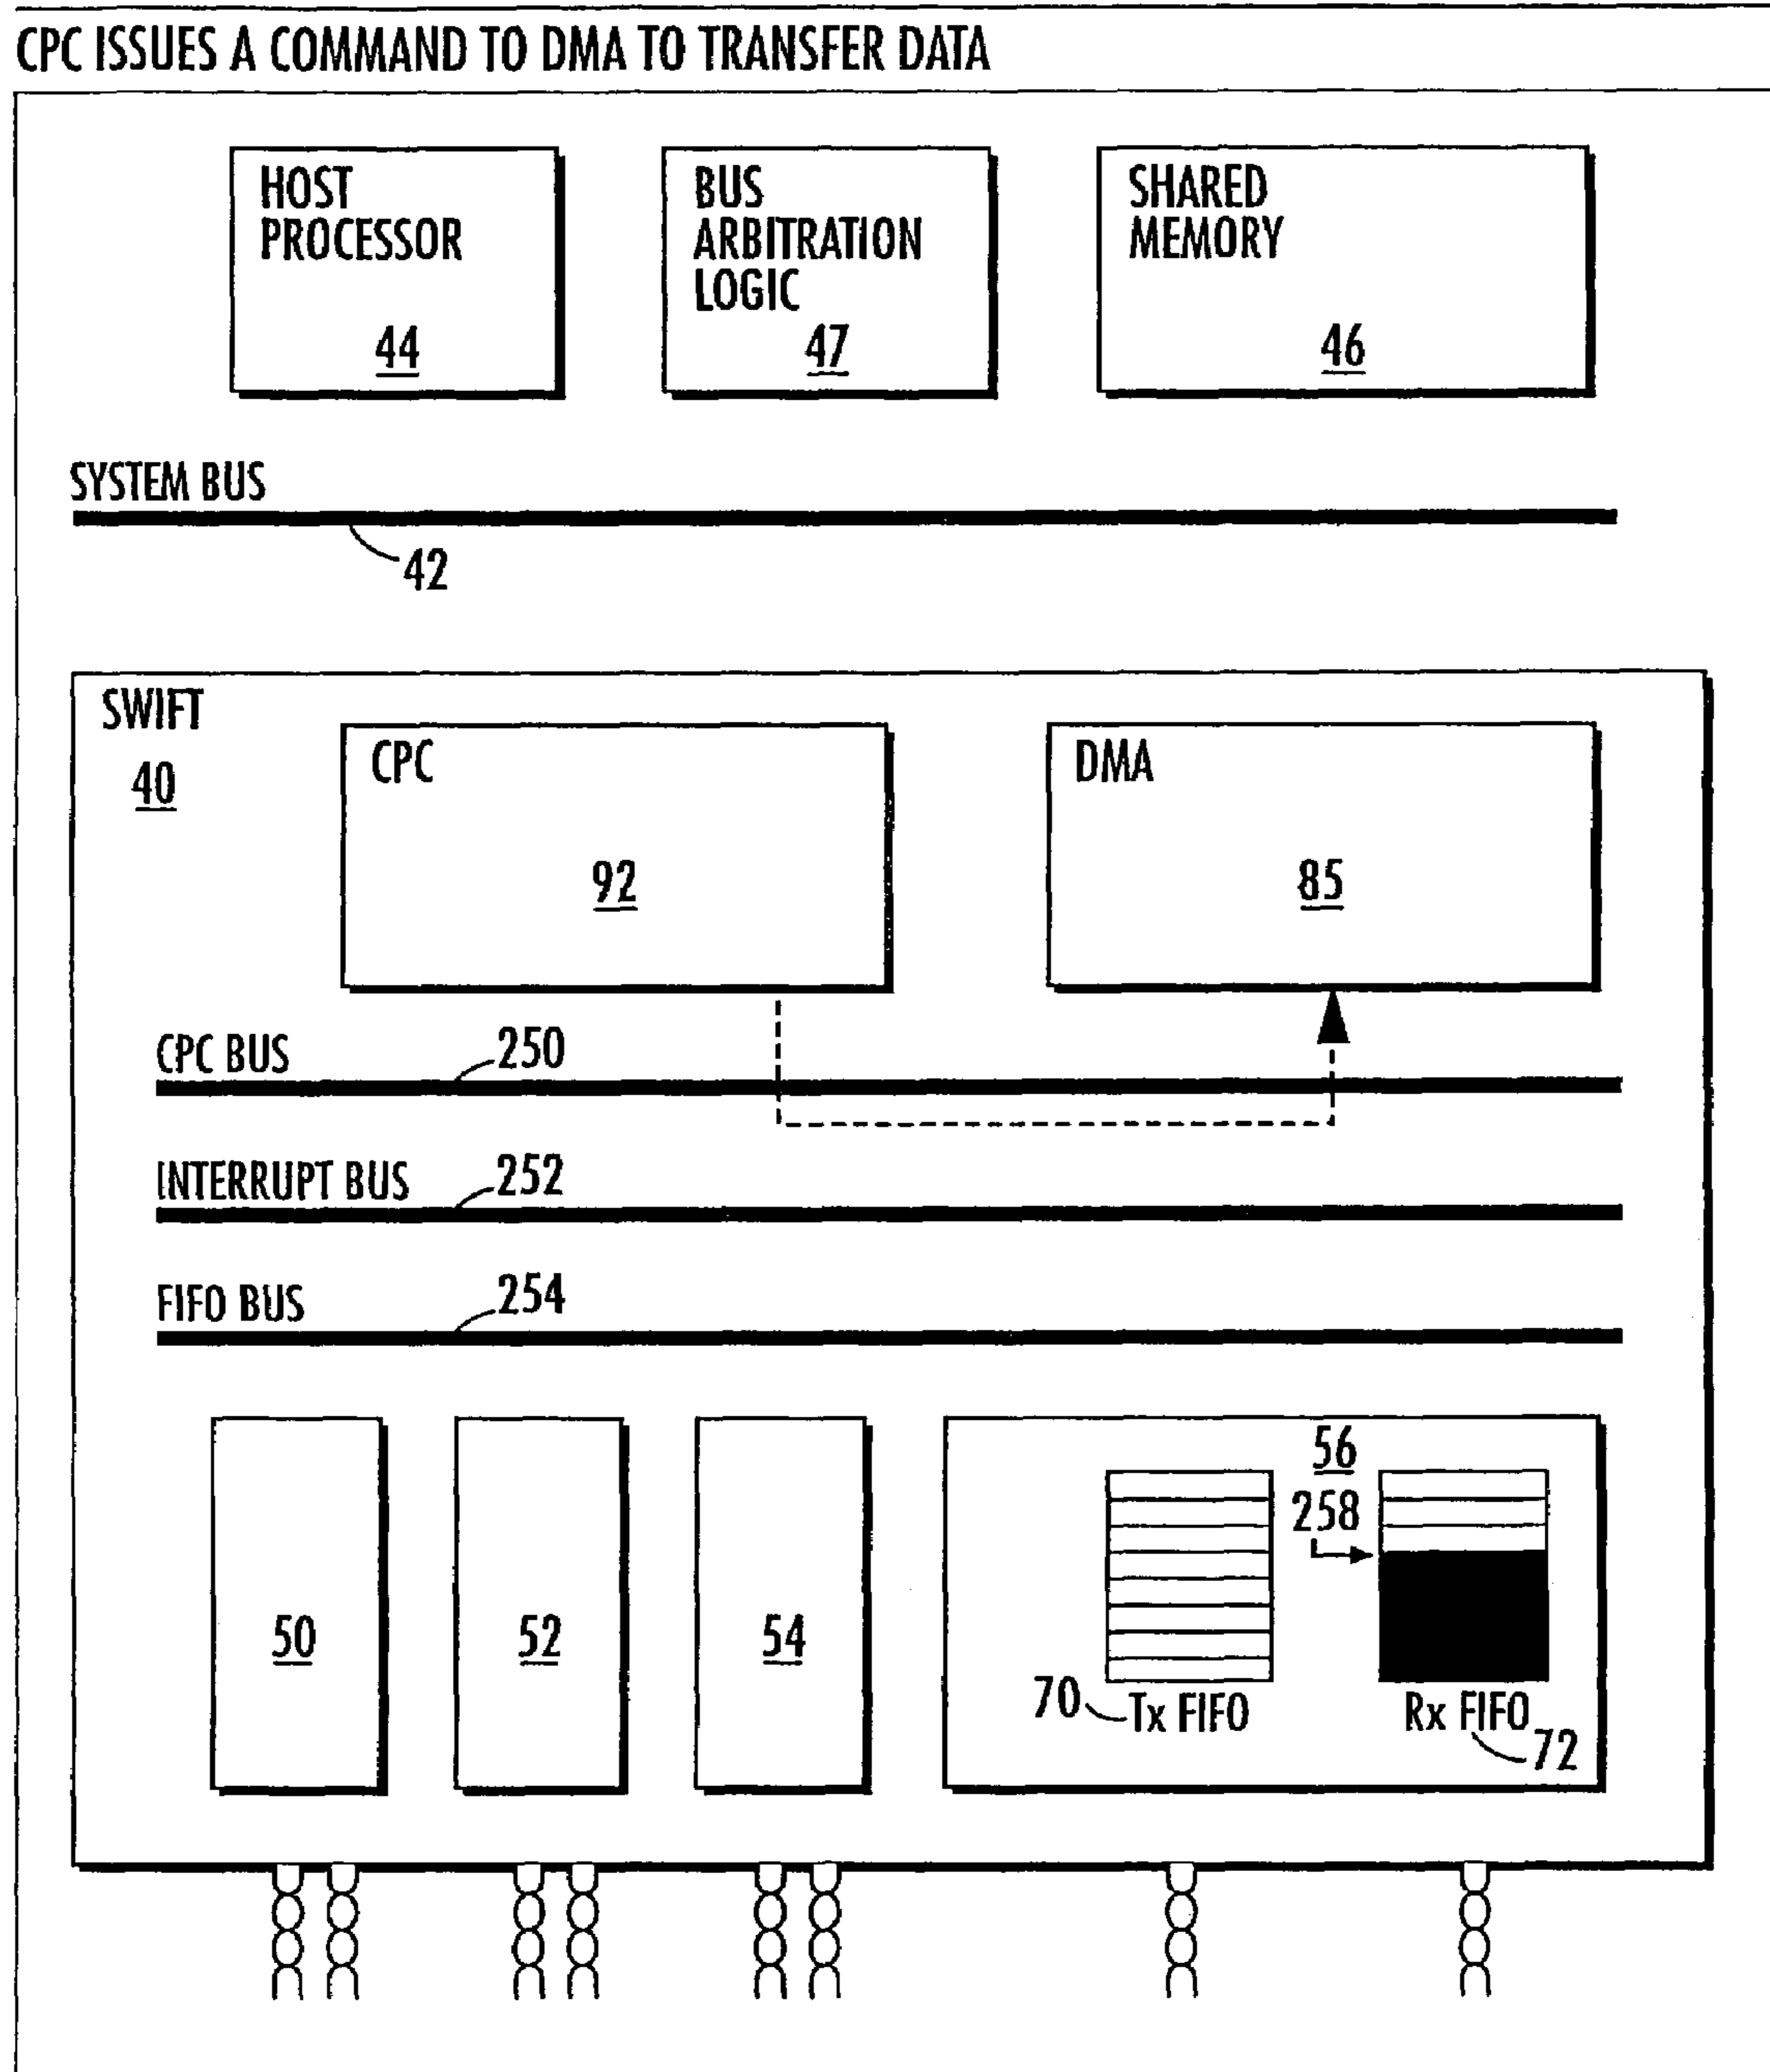 CPC ISSUES A COMMAND TO DMA TO TRANSFER DATA
HOST
PROCESSOR
44
BUS
ARBITRATION
LOGIC
47
SHARED
MEMORY
46
SYSTEM BUS
42
SWIFT
40
CPC
92
DMA
85
CPC BUS
250
INTERRUPT BUS
252
FIFO BUS
254
50
52
54
56
258
70
Tx FIFO
Rx FIFO
72